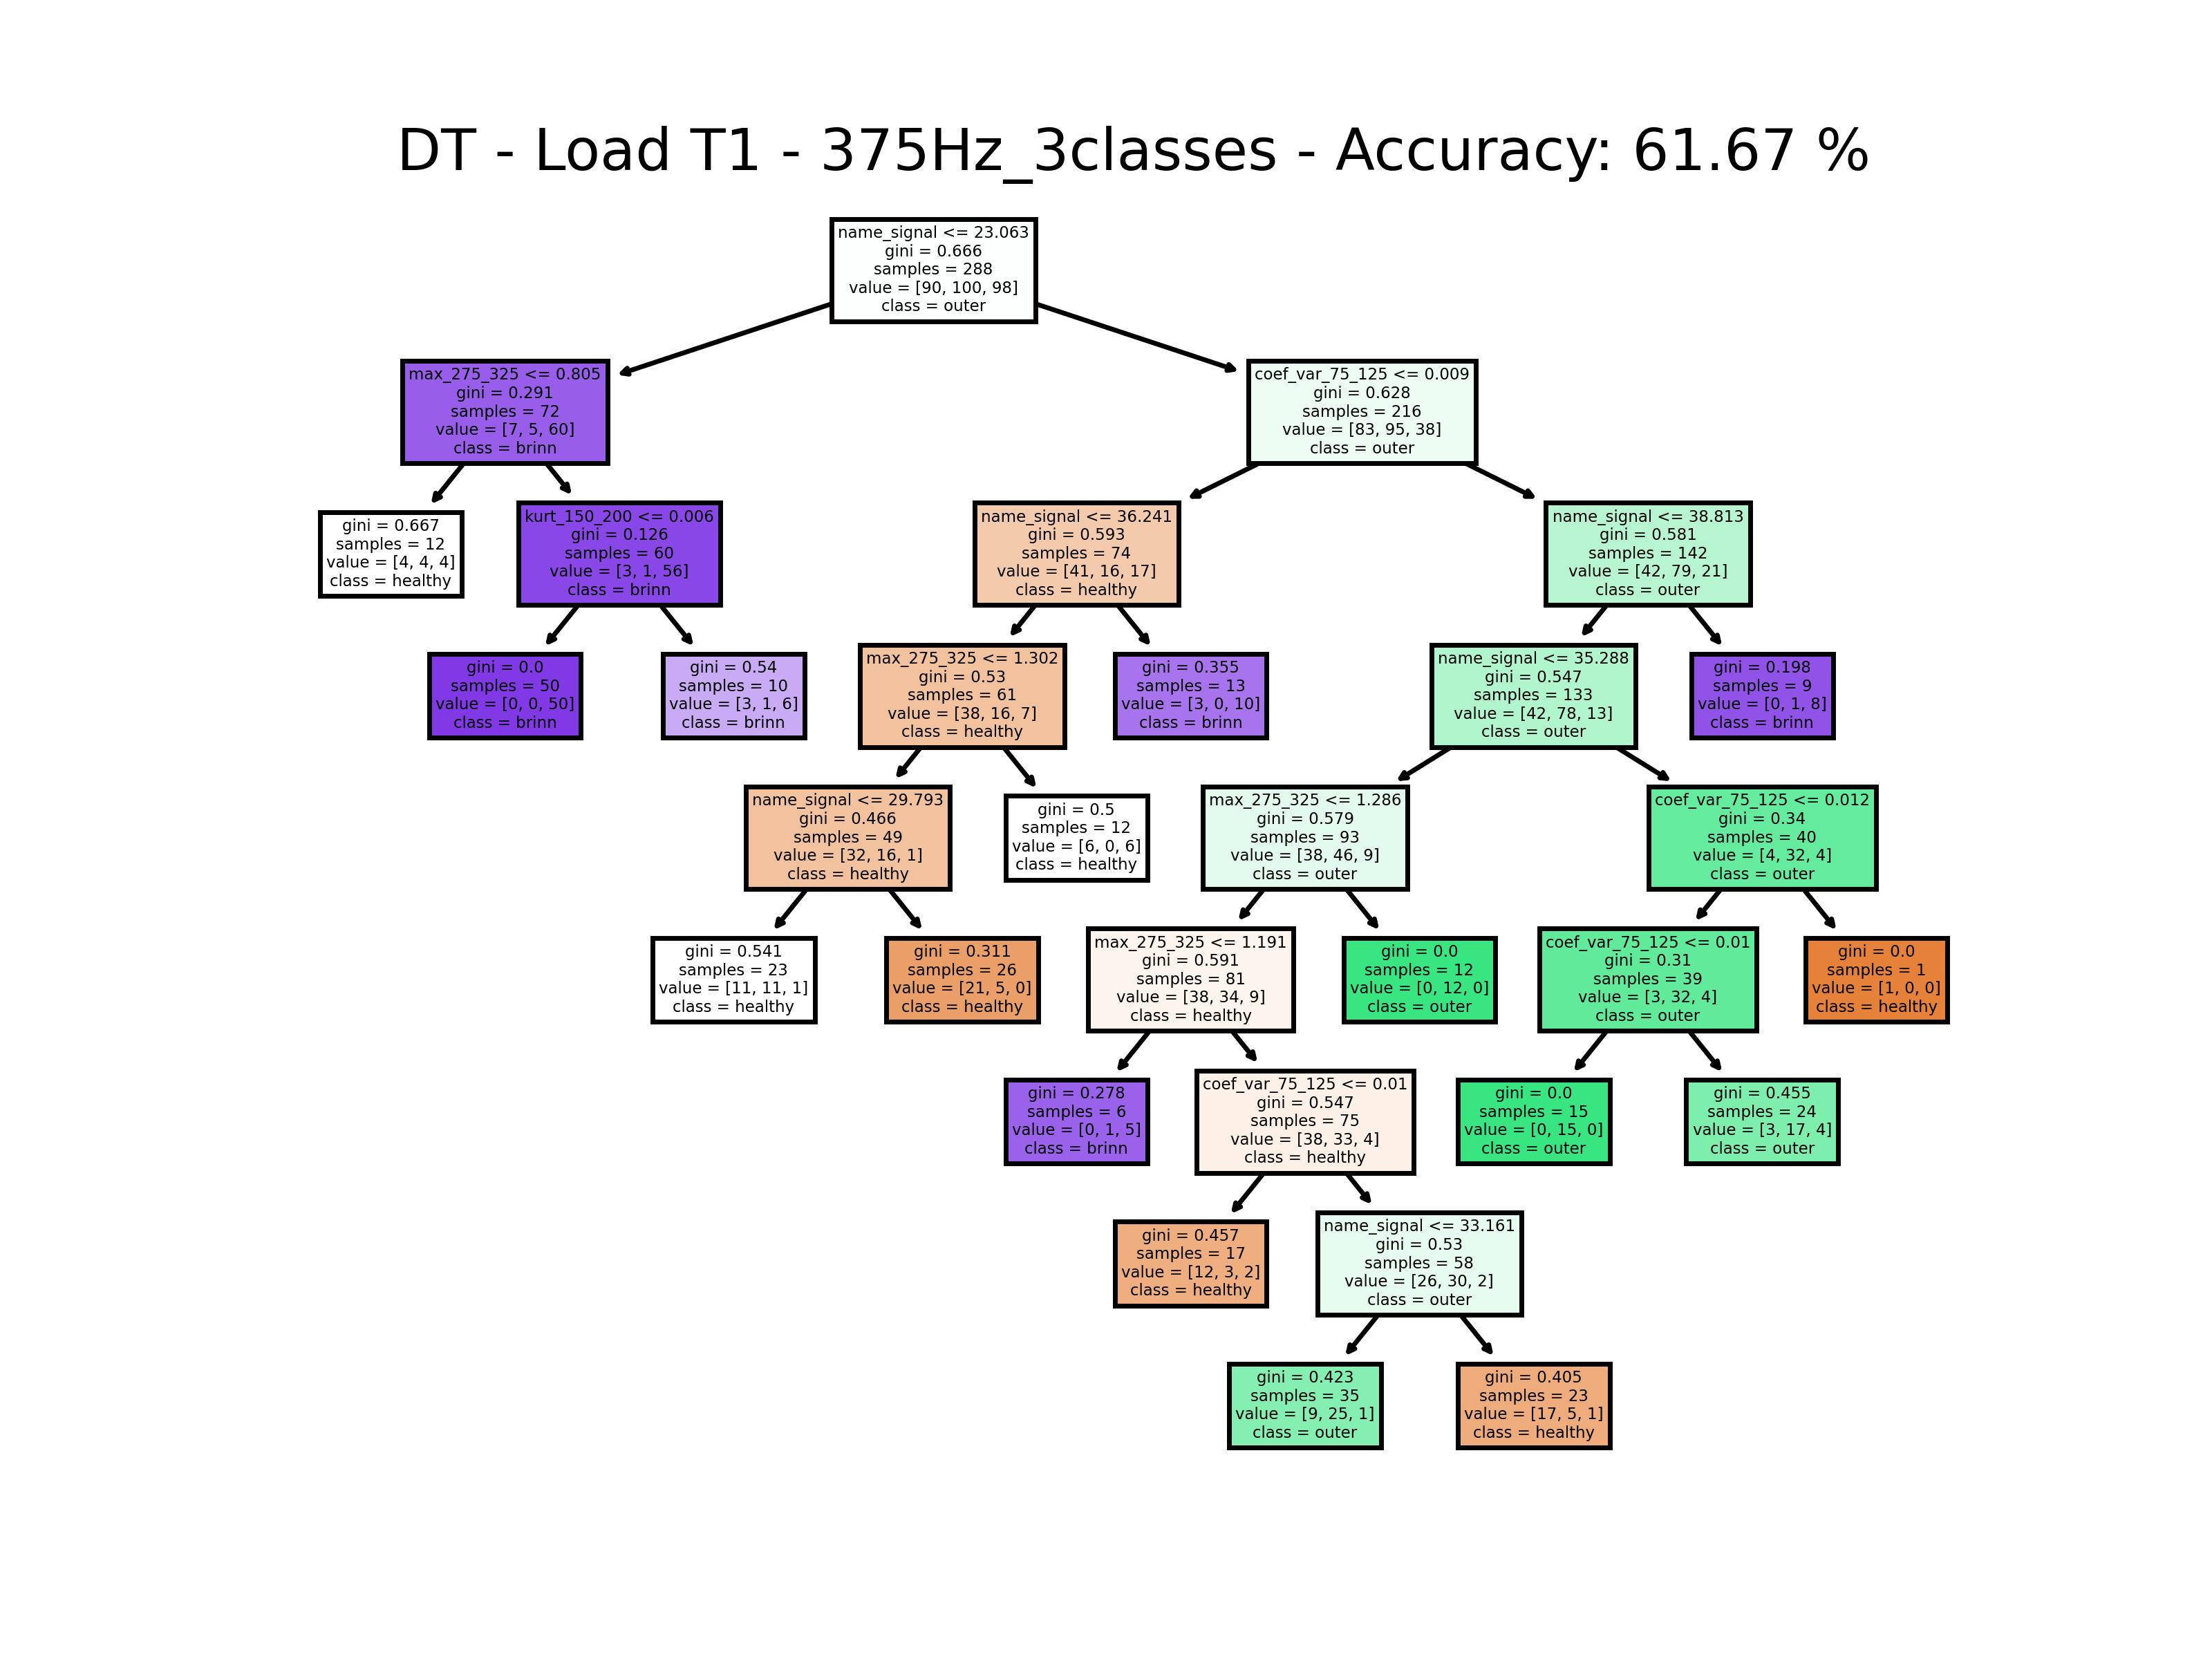 DT - Load T1 - 375Hz_3classes - Accuracy: 61.67 %
name_signal <= 23.063
gini = 0.666
samples = 288
value = [90, 100, 98]
class = outer
max_275_325 <= 0.805
gini = 0.291
samples = 72
value = [7, 5, 60]
class = brinn
coef_var_75_125 <= 0.009
gini = 0.628
samples = 216
value = [83, 95, 38]
class = outer
gini = 0.667
samples = 12
value = [4, 4, 4]
class = healthy
kurt_150_200 <= 0.006
gini = 0.126
samples = 60
value = [3, 1, 56]
class = brinn
name_signal <= 36.241
gini = 0.593
samples = 74
value = [41, 16, 17]
class = healthy
name_signal <= 38.813
gini = 0.581
samples = 142
value = [42, 79, 21]
class = outer
gini = 0.0
samples = 50
value = [0, 0, 50]
class = brinn
gini = 0.54
samples = 10
value = [3, 1, 6]
class = brinn
max_275_325 <= 1.302
gini = 0.53
samples = 61
value = [38, 16, 7]
class = healthy
gini = 0.355
samples = 13
value = [3, 0, 10]
class = brinn
name_signal <= 35.288
gini = 0.547
samples = 133
value = [42, 78, 13]
class = outer
gini = 0.198
samples = 9
value = [0, 1, 8]
class = brinn
name_signal <= 29.793
gini = 0.466
samples = 49
value = [32, 16, 1]
class = healthy
gini = 0.5
samples = 12
value = [6, 0, 6]
class = healthy
max_275_325 <= 1.286
gini = 0.579
samples = 93
value = [38, 46, 9]
class = outer
coef_var_75_125 <= 0.012
gini = 0.34
samples = 40
value = [4, 32, 4]
class = outer
gini = 0.541
samples = 23
value = [11, 11, 1]
class = healthy
gini = 0.311
samples = 26
value = [21, 5, 0]
class = healthy
max_275_325 <= 1.191
gini = 0.591
samples = 81
value = [38, 34, 9]
class = healthy
gini = 0.0
samples = 12
value = [0, 12, 0]
class = outer
coef_var_75_125 <= 0.01
gini = 0.31
samples = 39
value = [3, 32, 4]
class = outer
gini = 0.0
samples = 1
value = [1, 0, 0]
class = healthy
gini = 0.278
samples = 6
value = [0, 1, 5]
class = brinn
coef_var_75_125 <= 0.01
gini = 0.547
samples = 75
value = [38, 33, 4]
class = healthy
gini = 0.0
samples = 15
value = [0, 15, 0]
class = outer
gini = 0.455
samples = 24
value = [3, 17, 4]
class = outer
gini = 0.457
samples = 17
value = [12, 3, 2]
class = healthy
name_signal <= 33.161
gini = 0.53
samples = 58
value = [26, 30, 2]
class = outer
gini = 0.423
samples = 35
value = [9, 25, 1]
class = outer
gini = 0.405
samples = 23
value = [17, 5, 1]
class = healthy